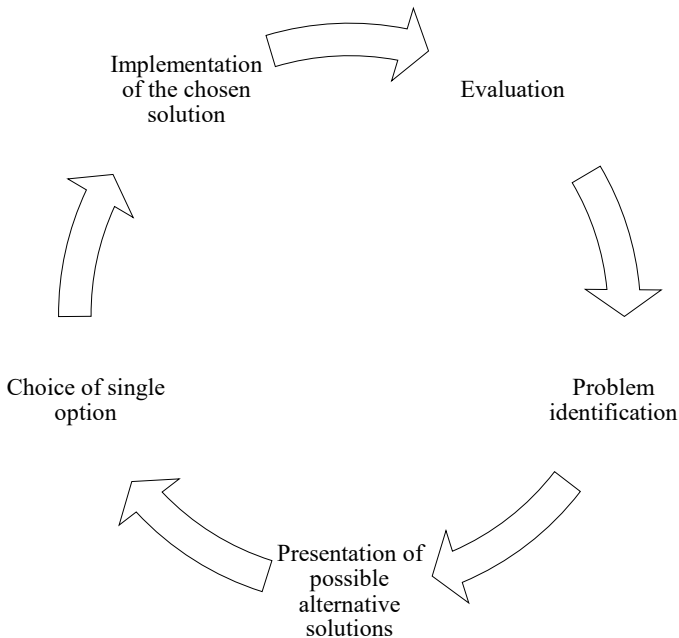 Implementation
of the chosen
solution
Evaluation
Choice of single
option
Problem
identification
Presentation of
possible
alternative
solutions